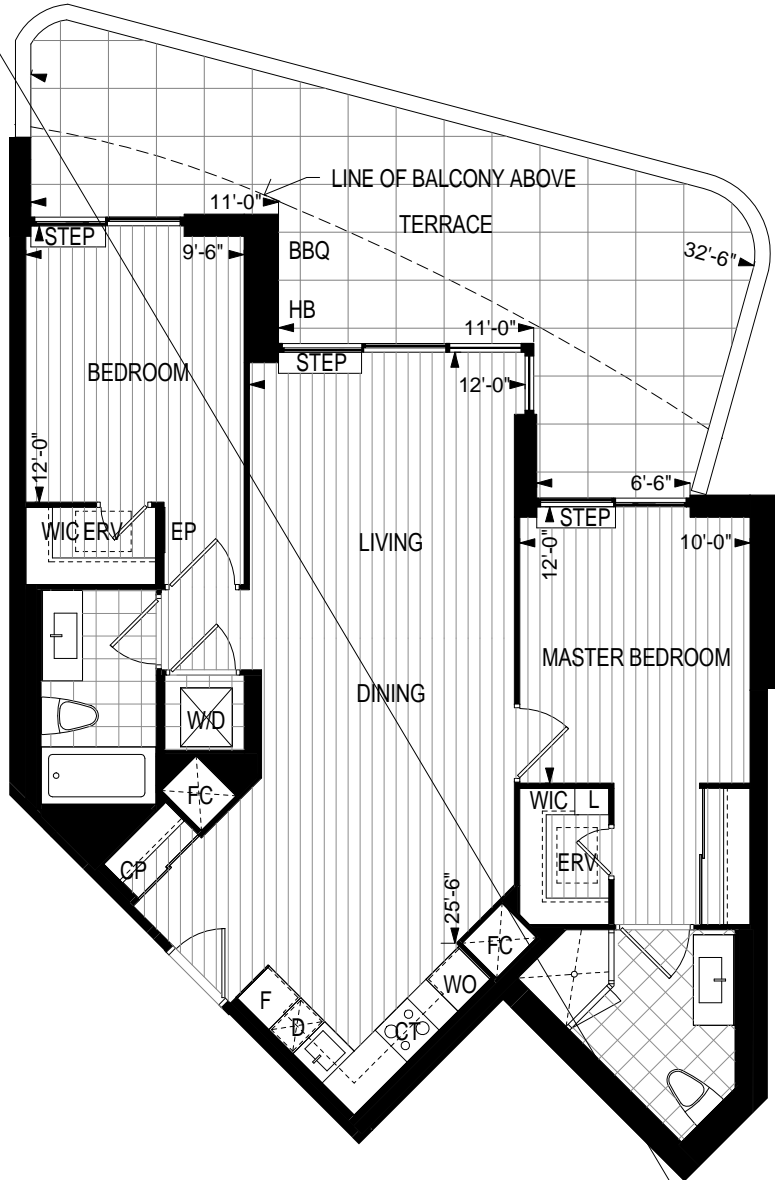 LINE OF BALCONY ABOVE
11'-0"
TERRACE
STEP
9'-6"
BBQ
32'-6"
HB
11'-0"
STEP
12'-0"
BEDROOM
12'-0"
6'-6"
WIC ERV
EP
STEP
LIVING
12'-0"
10'-0"
MASTER BEDROOM
DINING
W/D
FC
WIC
L
CP
ERV
25'-6"
FC
WO
F
D
CT